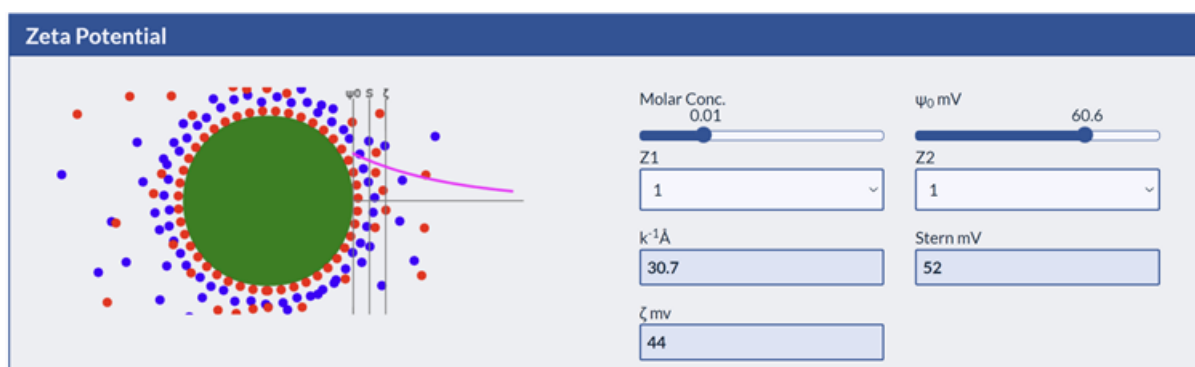 Zeta Potential
ψ0 S ζ
Molar Conc.
0.01
ψ₀ mV
60.6
Z1
1
Z2
1
k⁻¹Å
30.7
Stern mV
52
ζ mv
44